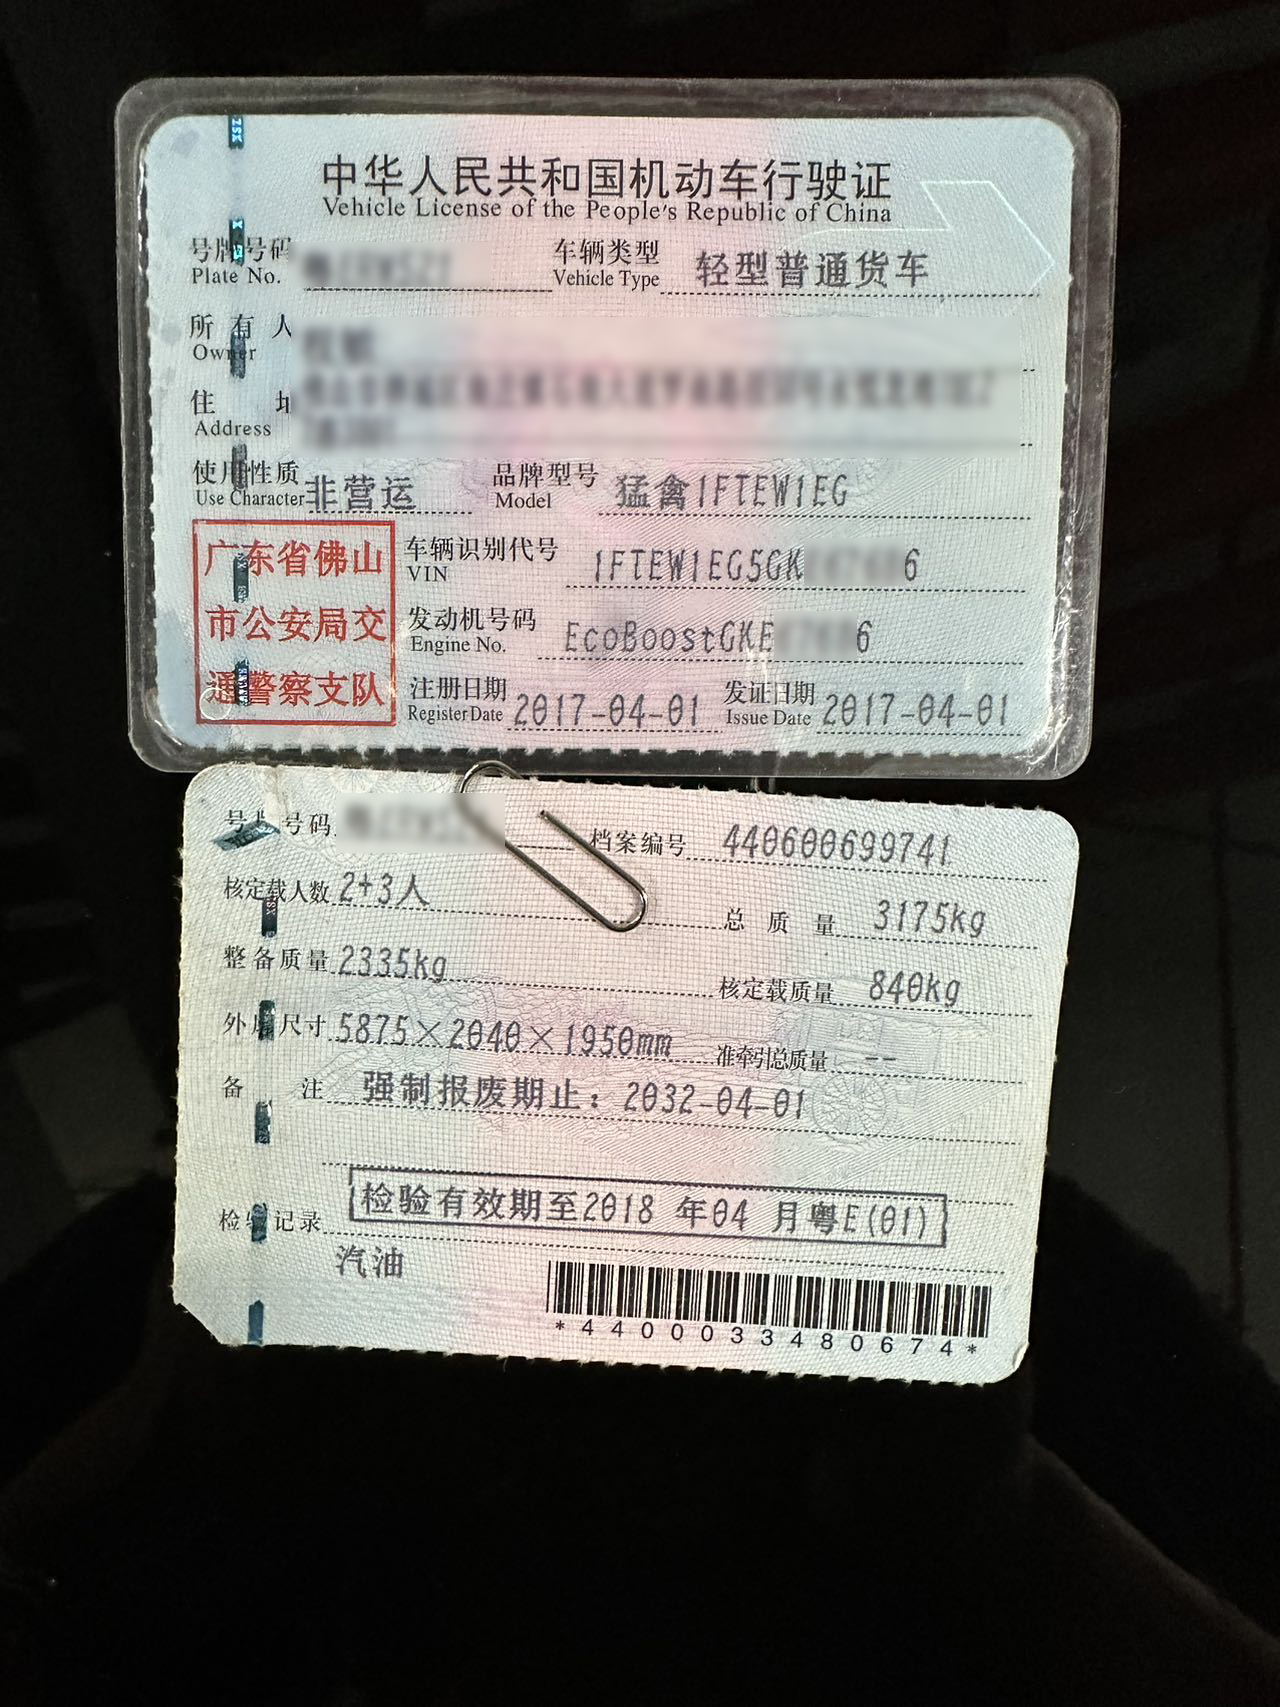 中华人民共和国机动车行驶证
Vehicle License of the People's Republic of China
号牌号码 车辆类型 轻型普通货车
Plate No. Vehicle Type
所有人
Owner
住址
Address
使用性质 非营运 品牌型号 猛禽1FTEW1EG
Use Character Model
广东省佛山
市公安局交
通警察支队
车辆识别代号 1FTEW1EG5GK 6
VIN
发动机号码 EcoBoostGKE 6
Engine No.
注册日期 2017-04-01 发证日期 2017-04-01
Register Date Issue Date
号牌号码 档案编号 440600699741
核定载人数 2+3人 总质量 3175kg
整备质量 2335kg 核定载质量 840kg
外廓尺寸 5875×2040×1950mm 准牵引总质量 --
备注 强制报废期止：2032-04-01
检验记录 检验有效期至2018 年04 月粤E(01)
汽油
*4400033480674*